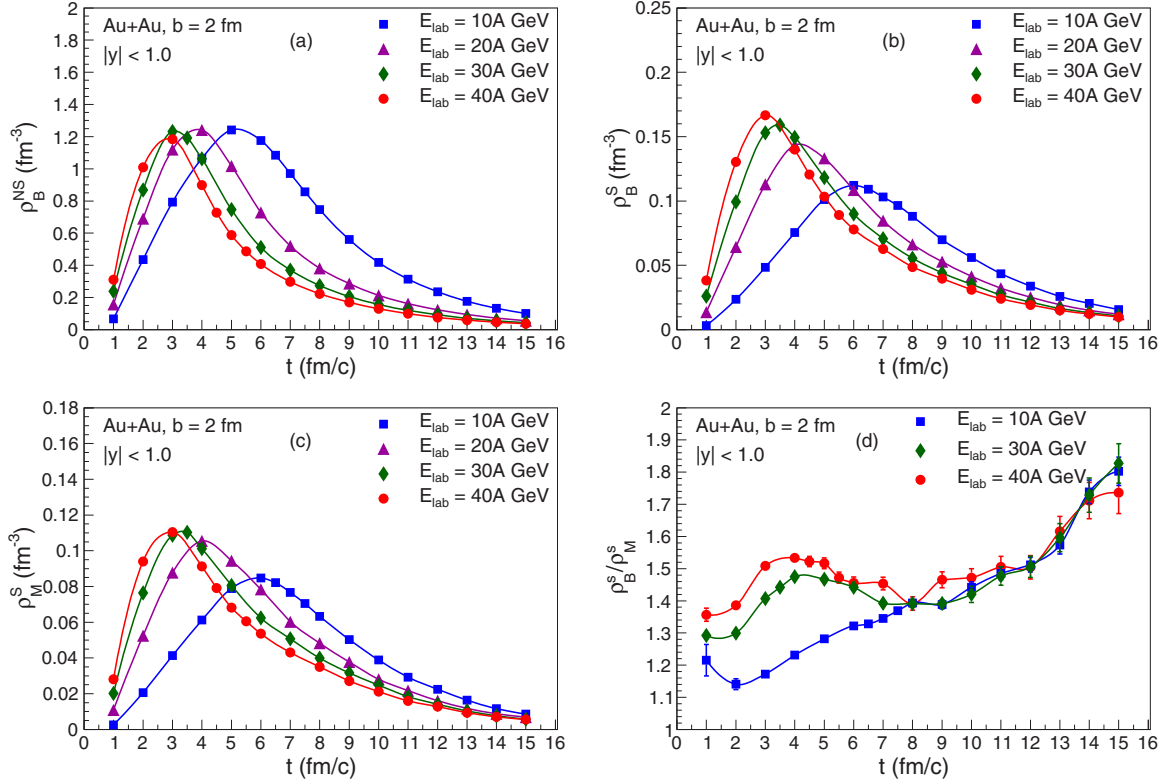 Au+Au, b = 2 fm
|y| < 1.0
(a)
E_lab = 10A GeV
E_lab = 20A GeV
E_lab = 30A GeV
E_lab = 40A GeV
ρ_B^NS (fm^-3)
2
1.8
1.6
1.4
1.2
1
0.8
0.6
0.4
0.2
0
0 1 2 3 4 5 6 7 8 9 10 11 12 13 14 15 16
t (fm/c)
Au+Au, b = 2 fm
|y| < 1.0
(b)
E_lab = 10A GeV
E_lab = 20A GeV
E_lab = 30A GeV
E_lab = 40A GeV
ρ_B^S (fm^-3)
0.25
0.2
0.15
0.1
0.05
0
0 1 2 3 4 5 6 7 8 9 10 11 12 13 14 15 16
t (fm/c)
Au+Au, b = 2 fm
|y| < 1.0
(c)
E_lab = 10A GeV
E_lab = 20A GeV
E_lab = 30A GeV
E_lab = 40A GeV
ρ_M^S (fm^-3)
0.18
0.16
0.14
0.12
0.1
0.08
0.06
0.04
0.02
0
0 1 2 3 4 5 6 7 8 9 10 11 12 13 14 15 16
t (fm/c)
Au+Au, b = 2 fm
|y| < 1.0
(d)
E_lab = 10A GeV
E_lab = 30A GeV
E_lab = 40A GeV
ρ_B^s/ρ_M^s
2
1.9
1.8
1.7
1.6
1.5
1.4
1.3
1.2
1.1
1
0 1 2 3 4 5 6 7 8 9 10 11 12 13 14 15 16
t (fm/c)